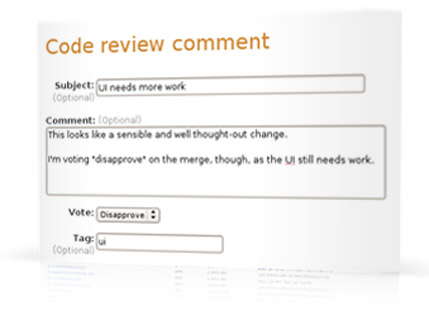 Code review comment
Subject: UI needs more work
(Optional)
Comment: (Optional)
This looks like a sensible and well thought-out change.
I'm voting "disapprove" on the merge, though, as the UI still needs work.
Vote: Disapprove
Tag: ui
(Optional)